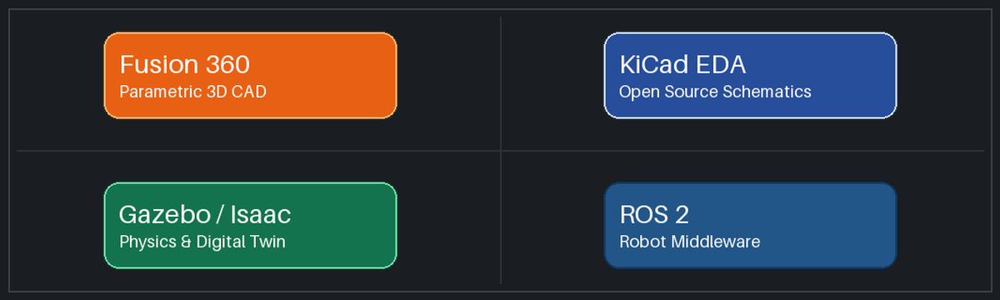 Fusion 360
Parametric 3D CAD
KiCad EDA
Open Source Schematics
Gazebo / Isaac
Physics & Digital Twin
ROS 2
Robot Middleware